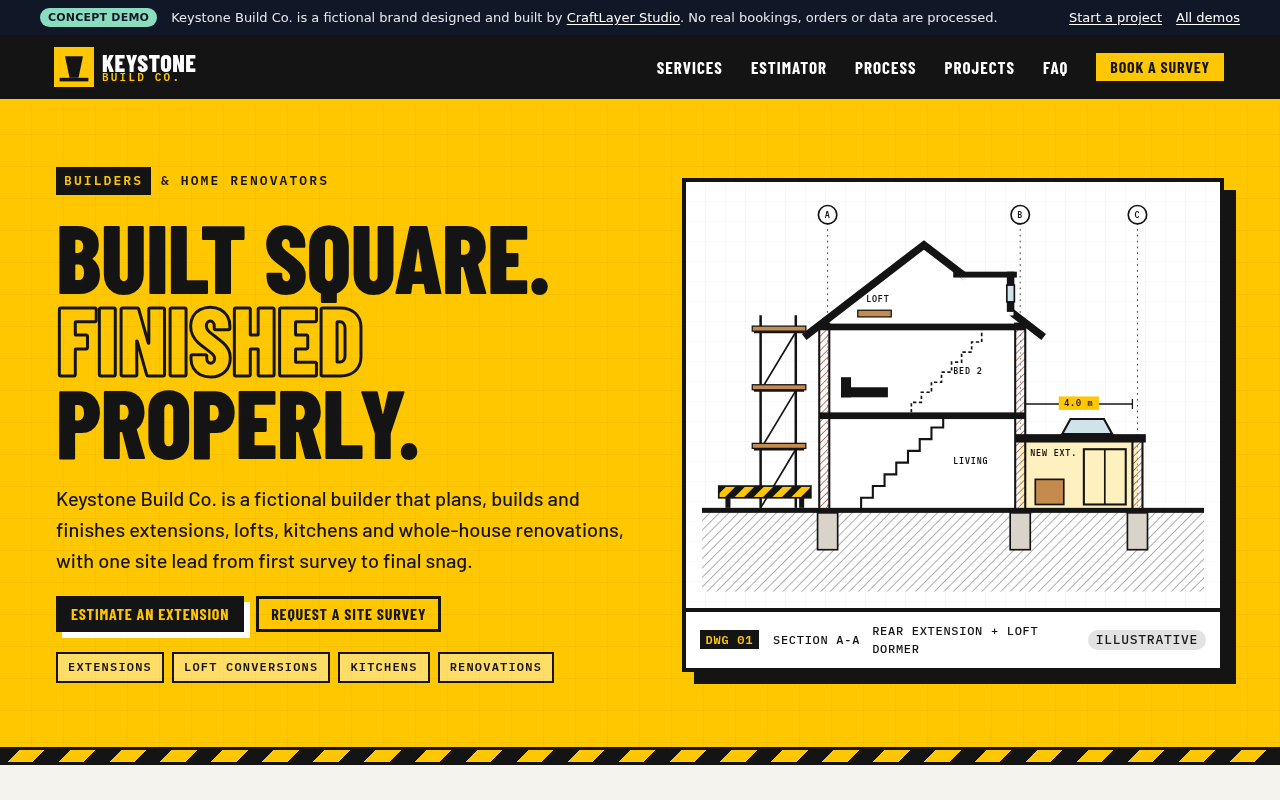 CONCEPT DEMO Keystone Build Co. is a fictional brand designed and built by CraftLayer Studio. No real bookings, orders or data are processed. Start a project All demos
KEYSTONE
BUILD CO.
SERVICES ESTIMATOR PROCESS PROJECTS FAQ BOOK A SURVEY
BUILDERS & HOME RENOVATORS
BUILT SQUARE.
FINISHED
PROPERLY.
Keystone Build Co. is a fictional builder that plans, builds and
finishes extensions, lofts, kitchens and whole-house renovations,
with one site lead from first survey to final snag.
ESTIMATE AN EXTENSION REQUEST A SITE SURVEY
EXTENSIONS LOFT CONVERSIONS KITCHENS RENOVATIONS
A B C
LOFT
BED 2
4.0 m
NEW EXT.
LIVING
DWG 01 SECTION A-A REAR EXTENSION + LOFT
DORMER
ILLUSTRATIVE